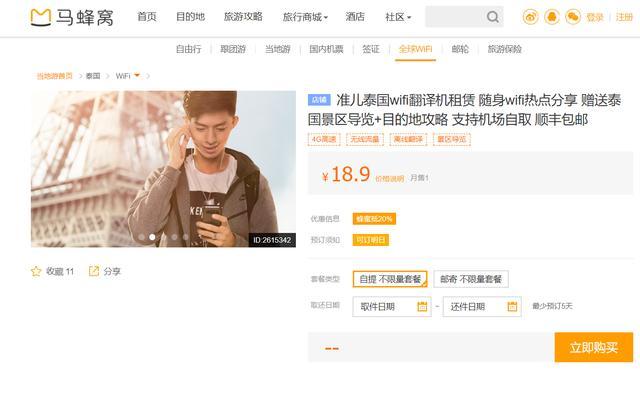 马蜂窝
首页 目的地 旅游攻略 旅行商城 酒店 社区 登录 | 注册
自由行 跟团游 当地游 国内机票 签证 全球WiFi 邮轮 旅游保险
当地游首页 > 泰国 > WiFi >
店铺 准儿泰国wifi翻译机租赁 随身wifi热点分享 赠送泰
国景区导览+目的地攻略 支持机场自取 顺丰包邮
4G高速 无线流量 离线翻译 景区导览
¥18.9 价格说明 月售1
优惠信息 蜂蜜抵20%
预订须知 可订明日
ID:2615342
收藏 11 分享
套餐类型 自提 不限量套餐 邮寄 不限量套餐
取还日期 取件日期 ~ 还件日期 最少预订5天
-- 立即购买